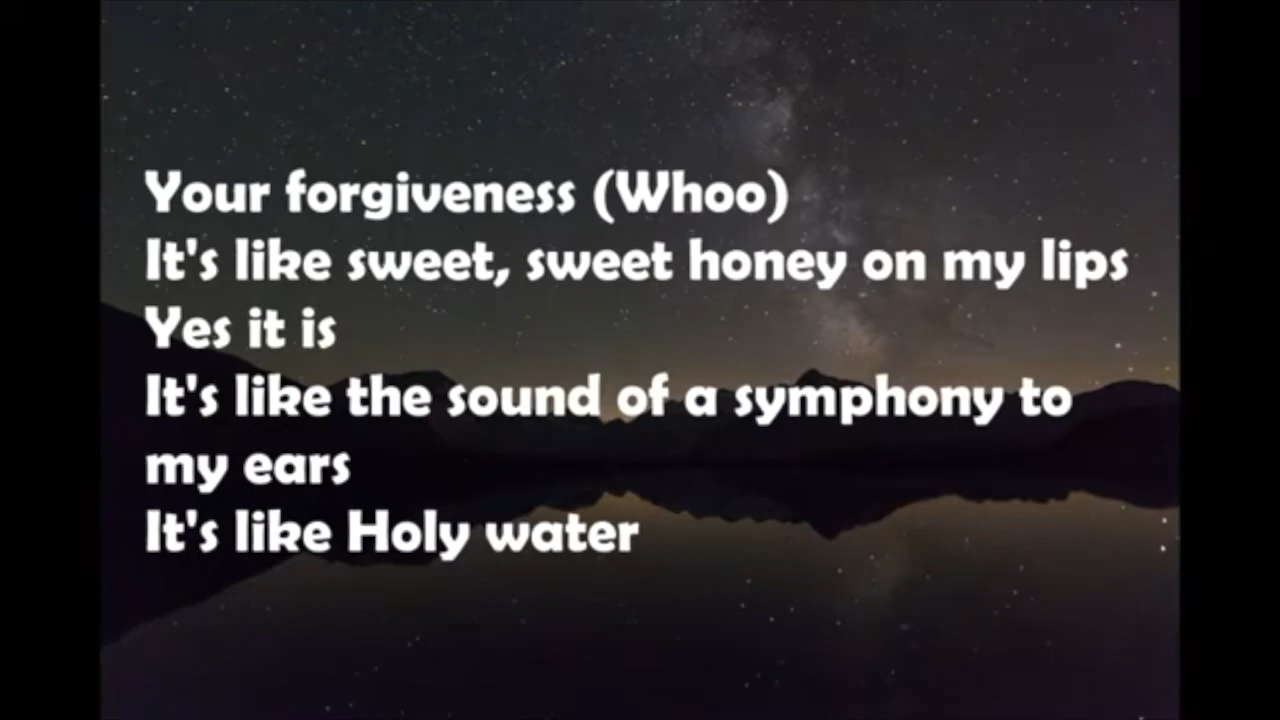 Your forgiveness (Whoo)
It's like sweet, sweet honey on my lips
Yes it is
It's like the sound of a symphony to
my ears
It's like Holy water